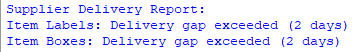 Supplier Delivery Report:
Item Labels: Delivery gap exceeded (2 days)
Item Boxes: Delivery gap exceeded (2 days)